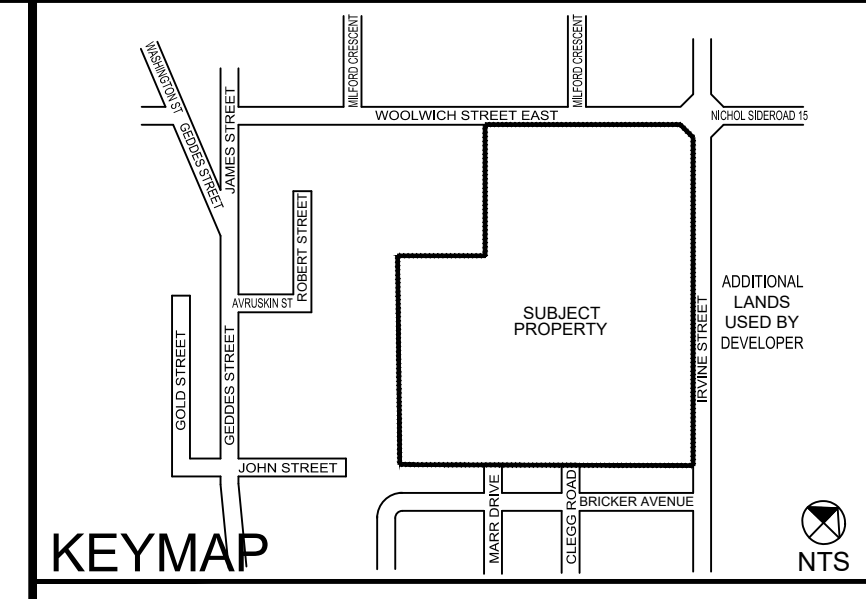 WASHINGTON ST
GEDDES STREET
JAMES STREET
MILFORD CRESCENT
MILFORD CRESCENT
WOOLWICH STREET EAST
NICHOL SIDEROAD 15
ROBERT STREET
AVRUSKIN ST
GOLD STREET
GEDDES STREET
JOHN STREET
SUBJECT
PROPERTY
IRVINE STREET
ADDITIONAL
LANDS
USED BY
DEVELOPER
MARR DRIVE
CLEGG ROAD
BRICKER AVENUE
KEYMAP
NTS